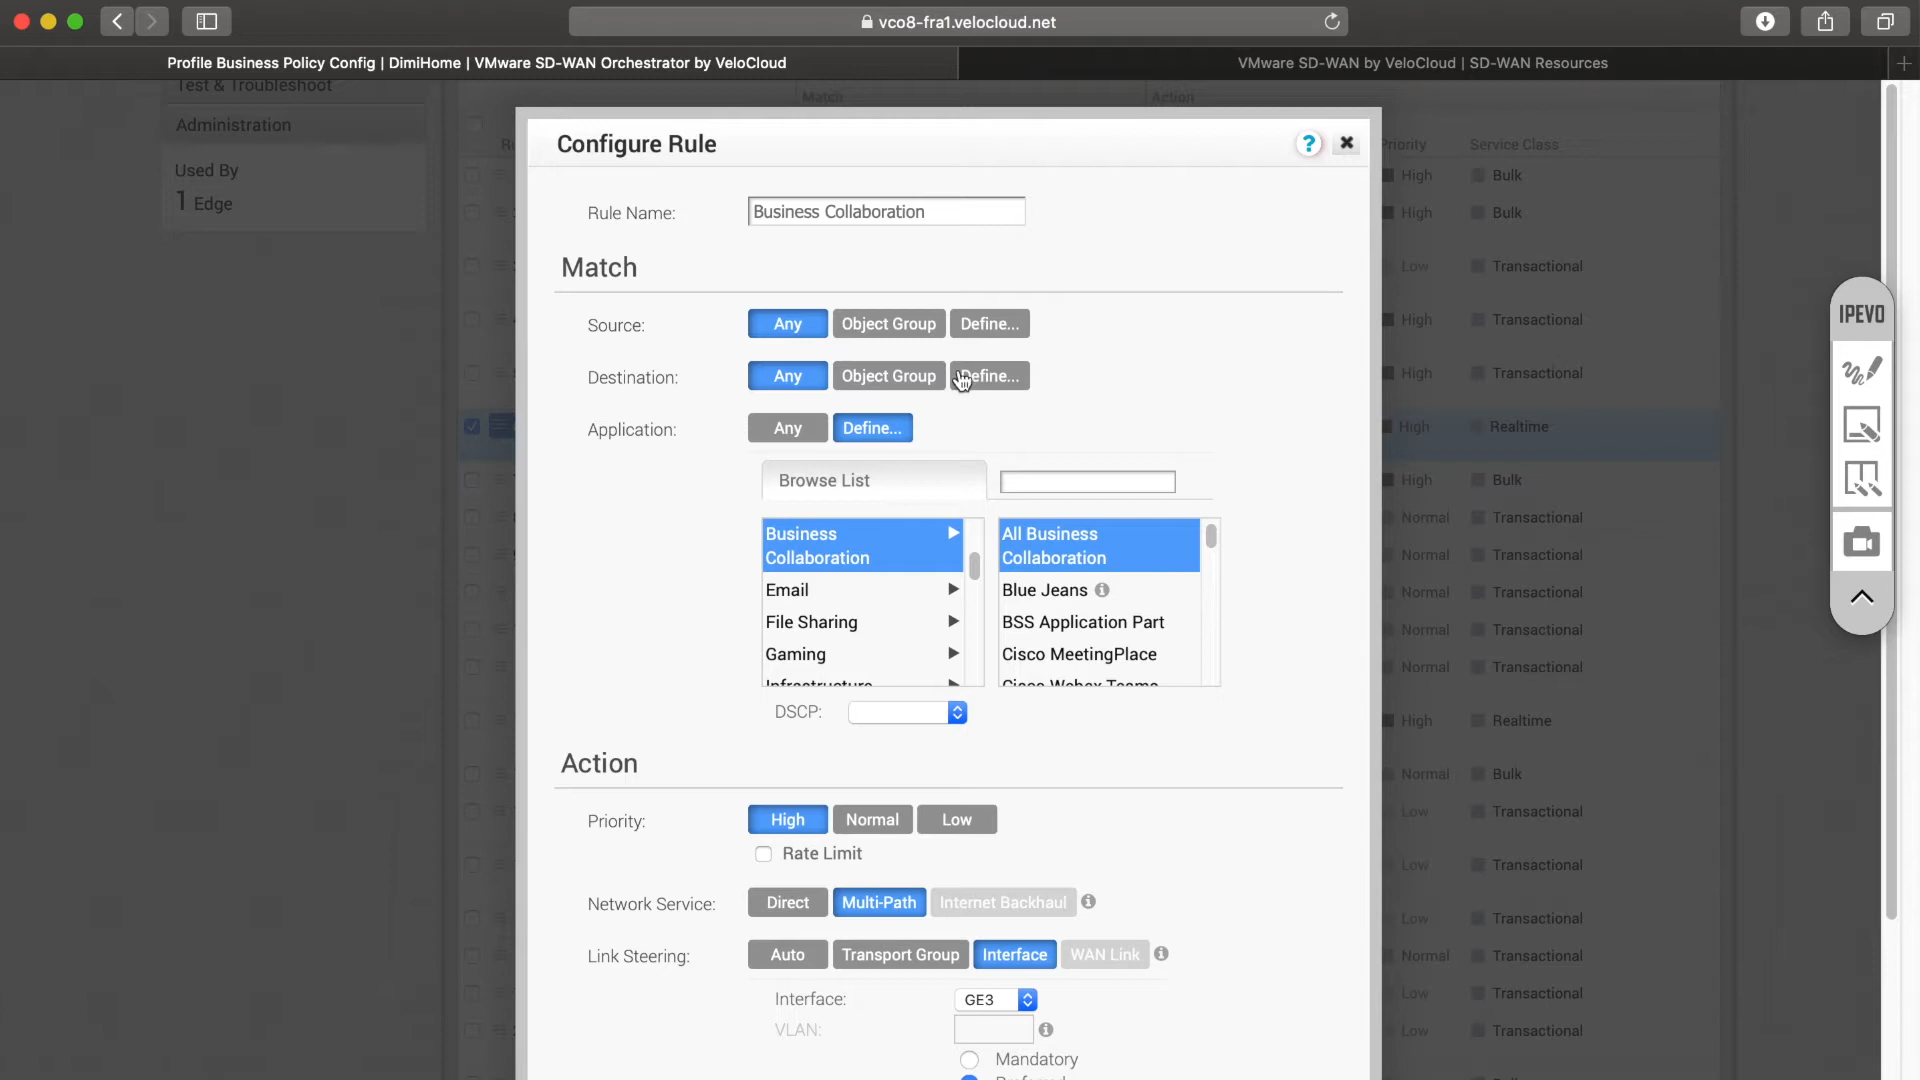 vco8-fra1.velocloud.net
Profile Business Policy Config | DimiHome | VMware SD-WAN Orchestrator by VeloCloud
VMware SD-WAN by VeloCloud | SD-WAN Resources
Test & Troubleshoot
Administration
Used By
1 Edge
Match
Action
Priority
Service Class
High
Bulk
High
Bulk
Low
Transactional
High
Transactional
High
Transactional
High
Realtime
High
Bulk
Normal
Transactional
Normal
Transactional
Normal
Transactional
Normal
Transactional
Normal
Transactional
High
Realtime
Normal
Bulk
Low
Transactional
Low
Transactional
Low
Transactional
Normal
Transactional
Low
Transactional
Low
Transactional
Configure Rule
?
Rule Name:
Business Collaboration
Match
Source:
Any
Object Group
Define...
Destination:
Any
Object Group
Define...
Application:
Any
Define...
Browse List
Business
Collaboration
Email
File Sharing
Gaming
Infrastructure
All Business
Collaboration
Blue Jeans
BSS Application Part
Cisco MeetingPlace
Cisco Webex Teams
DSCP:
Action
Priority:
High
Normal
Low
Rate Limit
Network Service:
Direct
Multi-Path
Internet Backhaul
Link Steering:
Auto
Transport Group
Interface
WAN Link
Interface:
GE3
VLAN:
Mandatory
Preferred
IPEVO